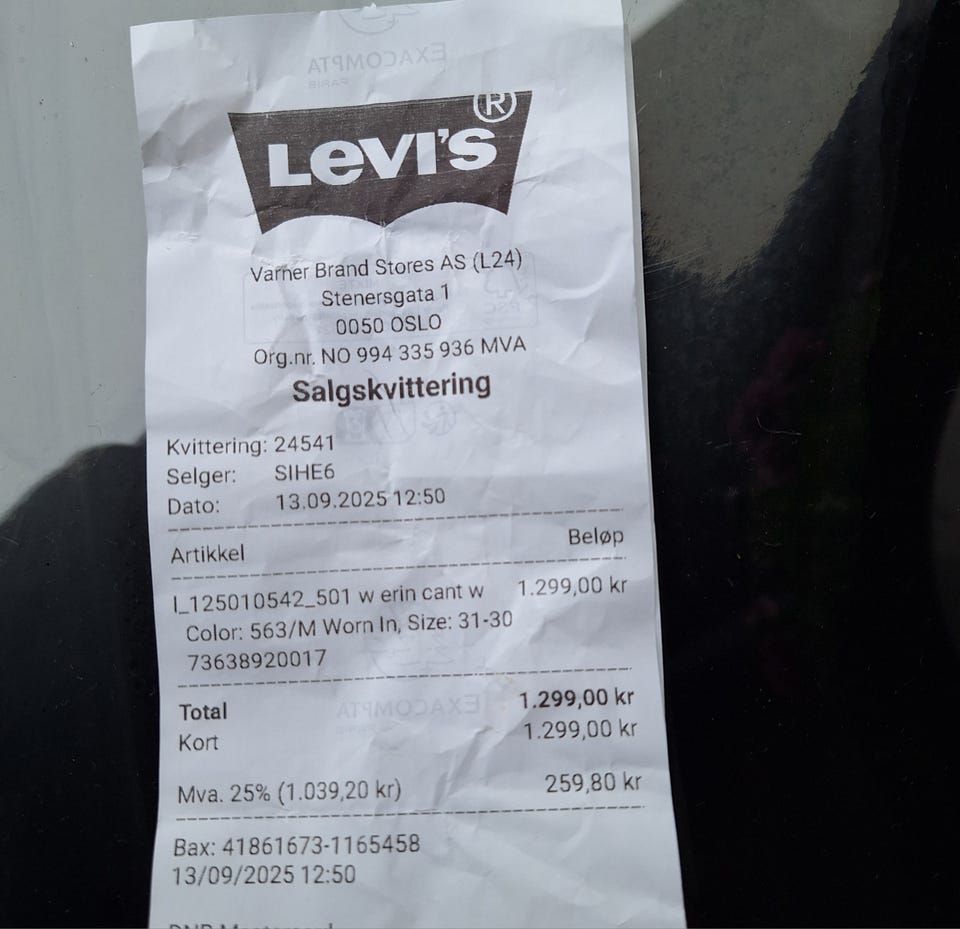 LEVI'S®
Varner Brand Stores AS (L24)
Stenersgata 1
0050 OSLO
Org.nr. NO 994 335 936 MVA
Salgskvittering
Kvittering: 24541
Selger: SIHE6
Dato: 13.09.2025 12:50
Artikkel Beløp
I_125010542_501 w erin cant w 1.299,00 kr
Color: 563/M Worn In, Size: 31-30
73638920017
Total 1.299,00 kr
Kort 1.299,00 kr
Mva. 25% (1.039,20 kr) 259,80 kr
Bax: 41861673-1165458
13/09/2025 12:50